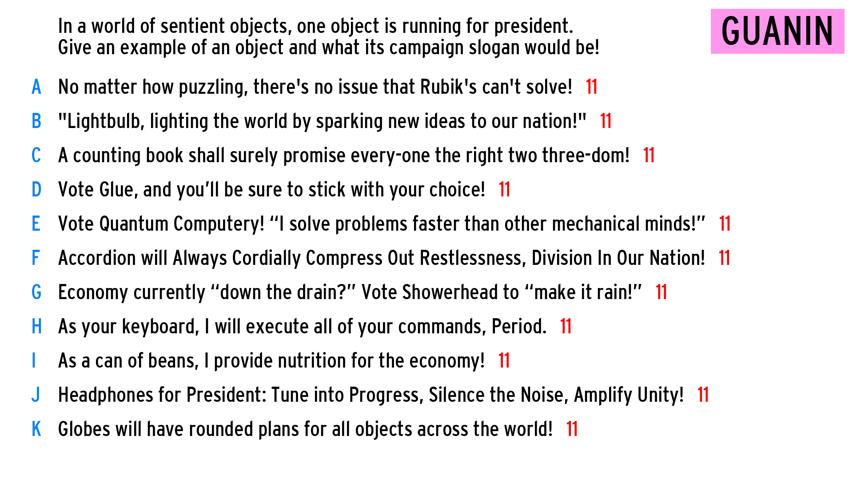 In a world of sentient objects, one object is running for president.
Give an example of an object and what its campaign slogan would be!
GUANIN
A No matter how puzzling, there's no issue that Rubik's can't solve! 11
B "Lightbulb, lighting the world by sparking new ideas to our nation!" 11
C A counting book shall surely promise every-one the right two three-dom! 11
D Vote Glue, and you’ll be sure to stick with your choice! 11
E Vote Quantum Computery! “I solve problems faster than other mechanical minds!” 11
F Accordion will Always Cordially Compress Out Restlessness, Division In Our Nation! 11
G Economy currently “down the drain?” Vote Showerhead to “make it rain!” 11
H As your keyboard, I will execute all of your commands, Period. 11
I As a can of beans, I provide nutrition for the economy! 11
J Headphones for President: Tune into Progress, Silence the Noise, Amplify Unity! 11
K Globes will have rounded plans for all objects across the world! 11